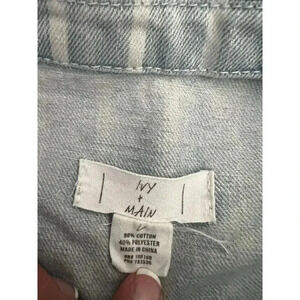 IVY
+
MAIN
L
60% COTTON
40% POLYESTER
MADE IN CHINA